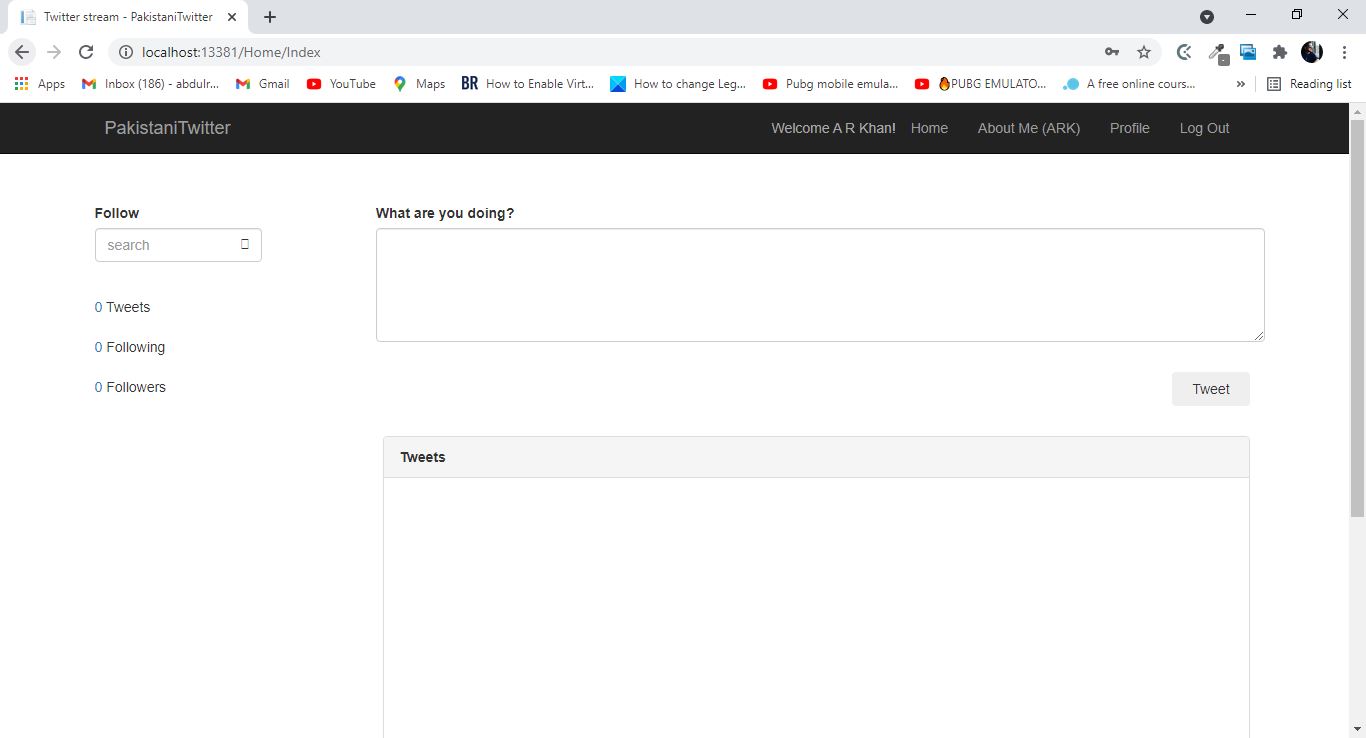 Twitter stream - PakistaniTwitter
localhost:13381/Home/Index
Apps Inbox (186) - abdulr... Gmail YouTube Maps BR How to Enable Virt... How to change Leg... Pubg mobile emula... PUBG EMULATO... A free online cours... » Reading list
PakistaniTwitter Welcome A R Khan! Home About Me (ARK) Profile Log Out
Follow
search
0 Tweets
0 Following
0 Followers
What are you doing?
Tweet
Tweets